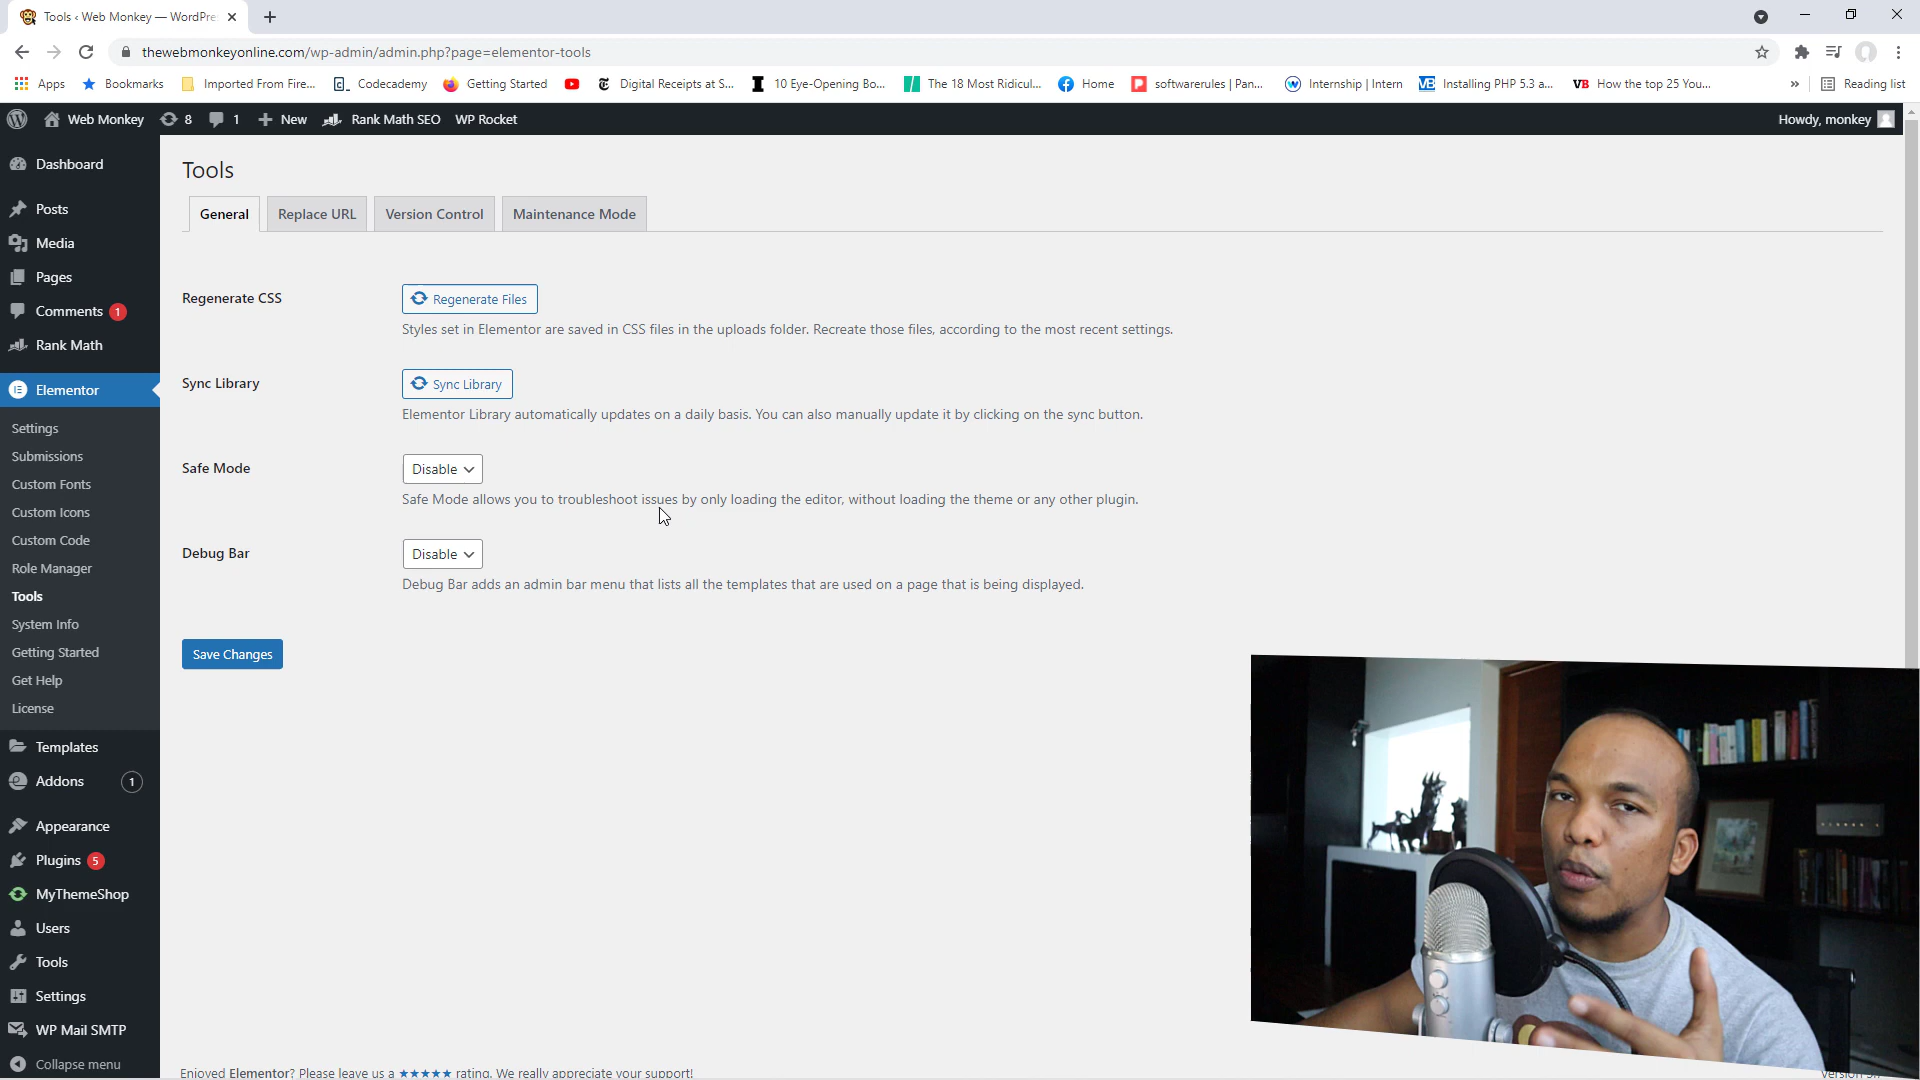 Tools ‹ Web Monkey — WordPre
thewebmonkeyonline.com/wp-admin/admin.php?page=elementor-tools
Apps Bookmarks Imported From Fire... Codecademy Getting Started Digital Receipts at S... 10 Eye-Opening Bo... The 18 Most Ridicul... Home softwarerules | Pan... Internship | Intern Installing PHP 5.3 a... VB How the top 25 You... » Reading list
Web Monkey 8 1 New Rank Math SEO WP Rocket Howdy, monkey
Dashboard
Posts
Media
Pages
Comments 1
Rank Math
Elementor
Settings
Submissions
Custom Fonts
Custom Icons
Custom Code
Role Manager
Tools
System Info
Getting Started
Get Help
License
Templates
Addons 1
Appearance
Plugins 5
MyThemeShop
Users
Tools
Settings
WP Mail SMTP
Collapse menu
Tools
General Replace URL Version Control Maintenance Mode
Regenerate CSS Regenerate Files
Styles set in Elementor are saved in CSS files in the uploads folder. Recreate those files, according to the most recent settings.
Sync Library Sync Library
Elementor Library automatically updates on a daily basis. You can also manually update it by clicking on the sync button.
Safe Mode Disable
Safe Mode allows you to troubleshoot issues by only loading the editor, without loading the theme or any other plugin.
Debug Bar Disable
Debug Bar adds an admin bar menu that lists all the templates that are used on a page that is being displayed.
Save Changes
Enjoyed Elementor? Please leave us a ★★★★★ rating. We really appreciate your support!